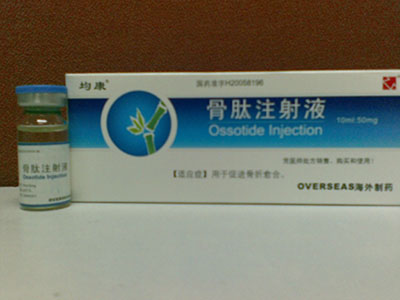 均康
国药准字H20058196
骨肽注射液
Ossotide Injection
10ml:50mg
凭医师处方销售、购买和使用!
【适应症】用于促进骨折愈合。
OVERSEAS海外制药
骨肽注射液
Ossotide Injection